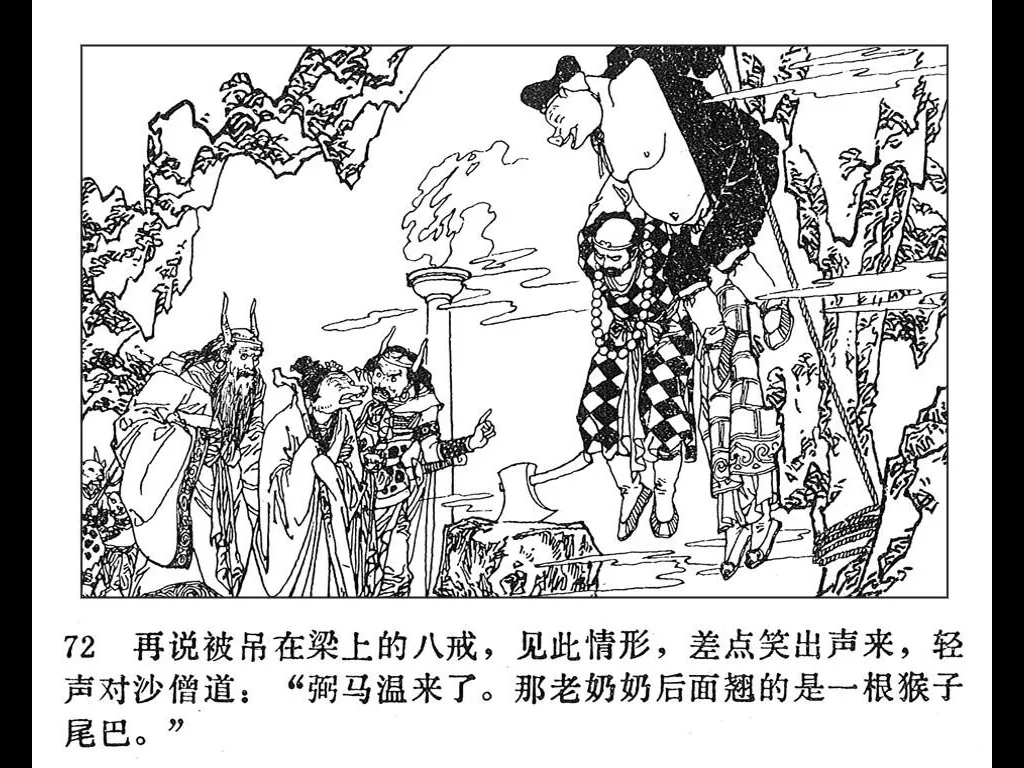 72 再说被吊在梁上的八戒，见此情形，差点笑出声来，轻
声对沙僧道：“弼马温来了。那老奶奶后面翘的是一根猴子
尾巴。”